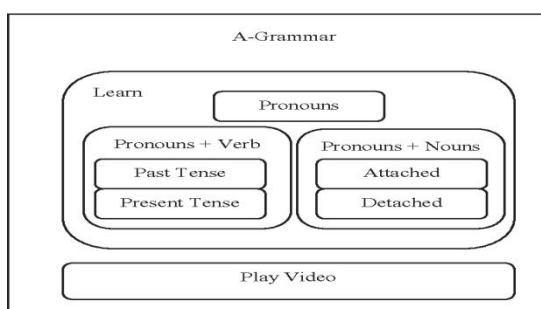 A-Grammar
Learn
Pronouns
Pronouns + Verb
Past Tense
Present Tense
Pronouns + Nouns
Attached
Detached
Play Video